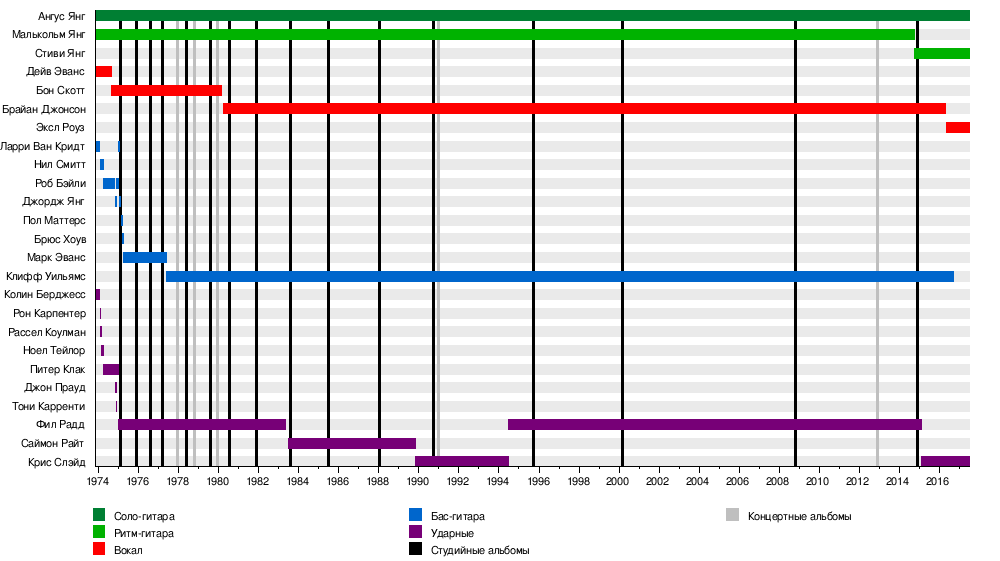 Ангус Янг
Малькольм Янг
Стиви Янг
Дейв Эванс
Бон Скотт
Брайан Джонсон
Эксл Роуз
Ларри Ван Кридт
Нил Смитт
Роб Бэйли
Джордж Янг
Пол Маттерс
Брюс Хоув
Марк Эванс
Клифф Уильямс
Колин Берджесс
Рон Карпентер
Рассел Коулман
Ноел Тейлор
Питер Клак
Джон Прауд
Тони Карренти
Фил Радд
Саймон Райт
Крис Слэйд
1974 1976 1978 1980 1982 1984 1986 1988 1990 1992 1994 1996 1998 2000 2002 2004 2006 2008 2010 2012 2014 2016
Соло-гитара
Ритм-гитара
Вокал
Бас-гитара
Ударные
Студийные альбомы
Концертные альбомы